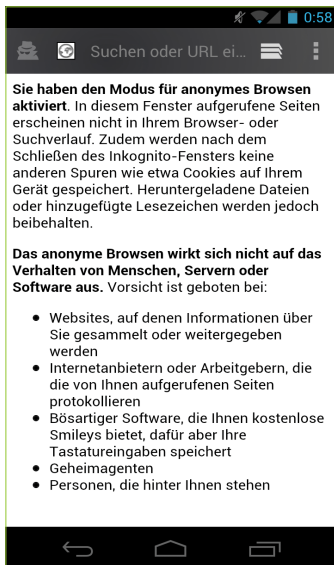 0:58
Suchen oder URL ei...
Sie haben den Modus für anonymes Browsen
aktiviert. In diesem Fenster aufgerufene Seiten
erscheinen nicht in Ihrem Browser- oder
Suchverlauf. Zudem werden nach dem
Schließen des Inkognito-Fensters keine
anderen Spuren wie etwa Cookies auf Ihrem
Gerät gespeichert. Heruntergeladene Dateien
oder hinzugefügte Lesezeichen werden jedoch
beibehalten.
Das anonyme Browsen wirkt sich nicht auf das
Verhalten von Menschen, Servern oder
Software aus. Vorsicht ist geboten bei:
● Websites, auf denen Informationen über
Sie gesammelt oder weitergegeben
werden
● Internetanbietern oder Arbeitgebern, die
die von Ihnen aufgerufenen Seiten
protokollieren
● Bösartiger Software, die Ihnen kostenlose
Smileys bietet, dafür aber Ihre
Tastatureingaben speichert
● Geheimagenten
● Personen, die hinter Ihnen stehen